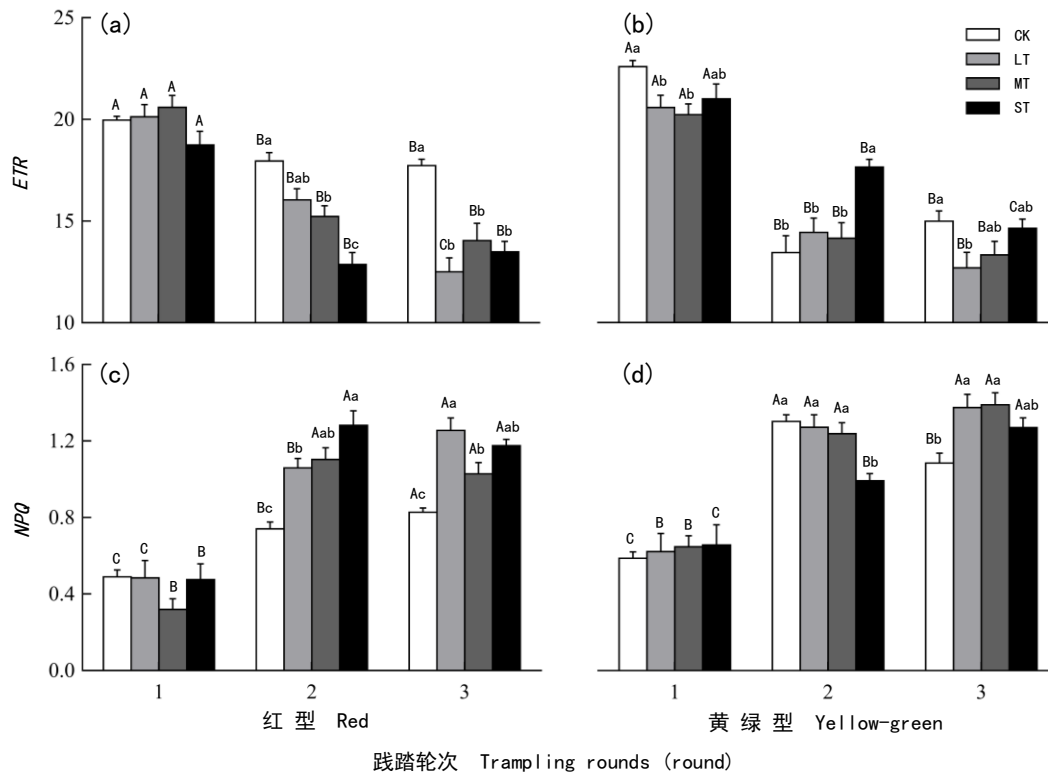 (a)
25
20
15
10
ETR
A
A
A
A
Ba
Bab
Bb
Bc
Ba
Cb
Bb
Bb
(b)
CK
LT
MT
ST
Aa
Ab
Ab
Aab
Bb
Bb
Bb
Ba
Ba
Bb
Bab
Cab
(c)
1.6
1.2
0.8
0.4
0.0
NPQ
C
C
B
B
Bc
Bb
Aab
Aa
Ac
Aa
Ab
Aab
1 2 3
红型 Red
(d)
C
B
B
C
Aa
Aa
Aa
Bb
Bb
Aa
Aa
Aab
1 2 3
黄绿型 Yellow-green
践踏轮次 Trampling rounds (round)